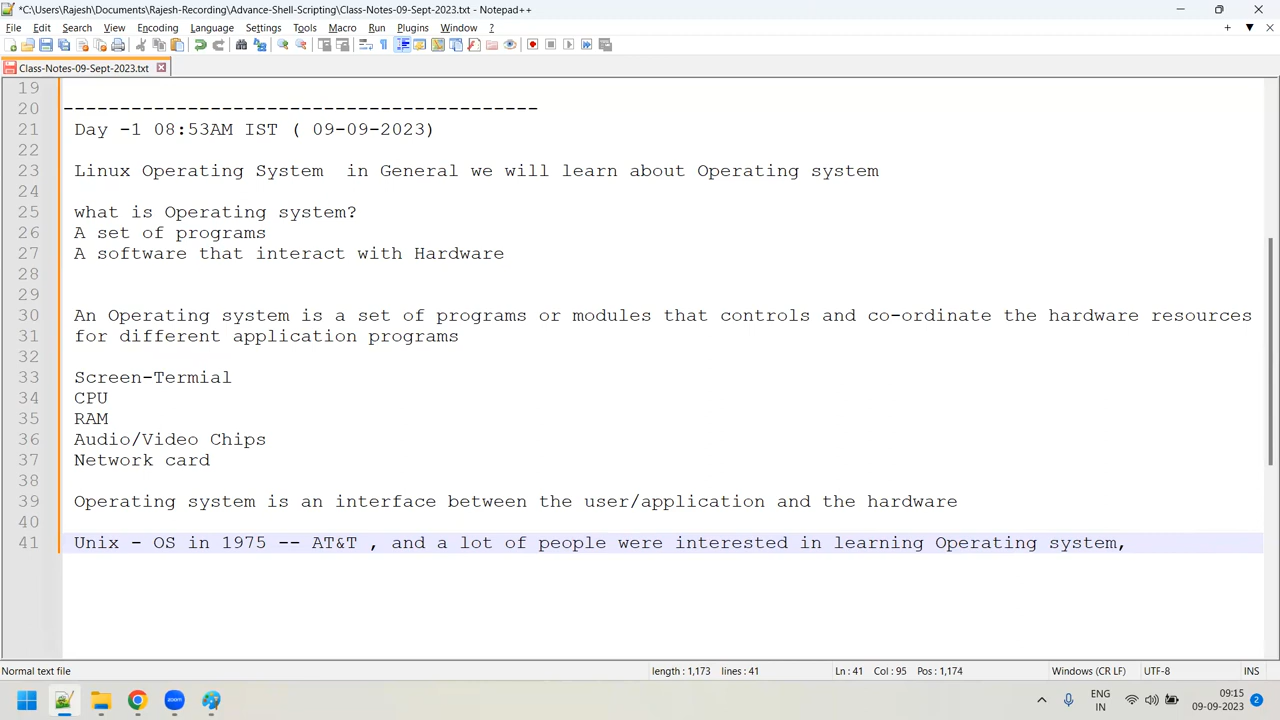 *C:\Users\Rajesh\Documents\Rajesh-Recording\Advance-Shell-Scripting\Class-Notes-09-Sept-2023.txt - Notepad++
File Edit Search View Encoding Language Settings Tools Macro Run Plugins Window ?
Class-Notes-09-Sept-2023.txt
19
20 ------------------------------------------
21 Day -1 08:53AM IST ( 09-09-2023)
22
23 Linux Operating System  in General we will learn about Operating system
24
25 what is Operating system?
26 A set of programs
27 A software that interact with Hardware
28
29
30 An Operating system is a set of programs or modules that controls and co-ordinate the hardware resources
31 for different application programs
32
33 Screen-Termial
34 CPU
35 RAM
36 Audio/Video Chips
37 Network card
38
39 Operating system is an interface between the user/application and the hardware
40
41 Unix - OS in 1975 -- AT&T , and a lot of people were interested in learning Operating system,
Normal text file length : 1,173 lines : 41 Ln : 41 Col : 95 Pos : 1,174 Windows (CR LF) UTF-8 INS
zoom
ENG
IN
09:15
09-09-2023
2